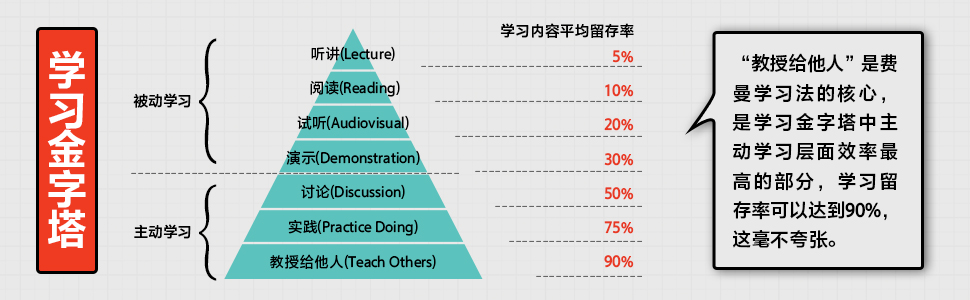 学习金字塔
被动学习
主动学习
听讲(Lecture)
阅读(Reading)
试听(Audiovisual)
演示(Demonstration)
讨论(Discussion)
实践(Practice Doing)
教授给他人(Teach Others)
学习内容平均留存率
5%
10%
20%
30%
50%
75%
90%
“教授给他人”是费
曼学习法的核心，
是学习金字塔中主
动学习层面效率最
高的部分，学习留
存率可以达到90%，
这毫不夸张。